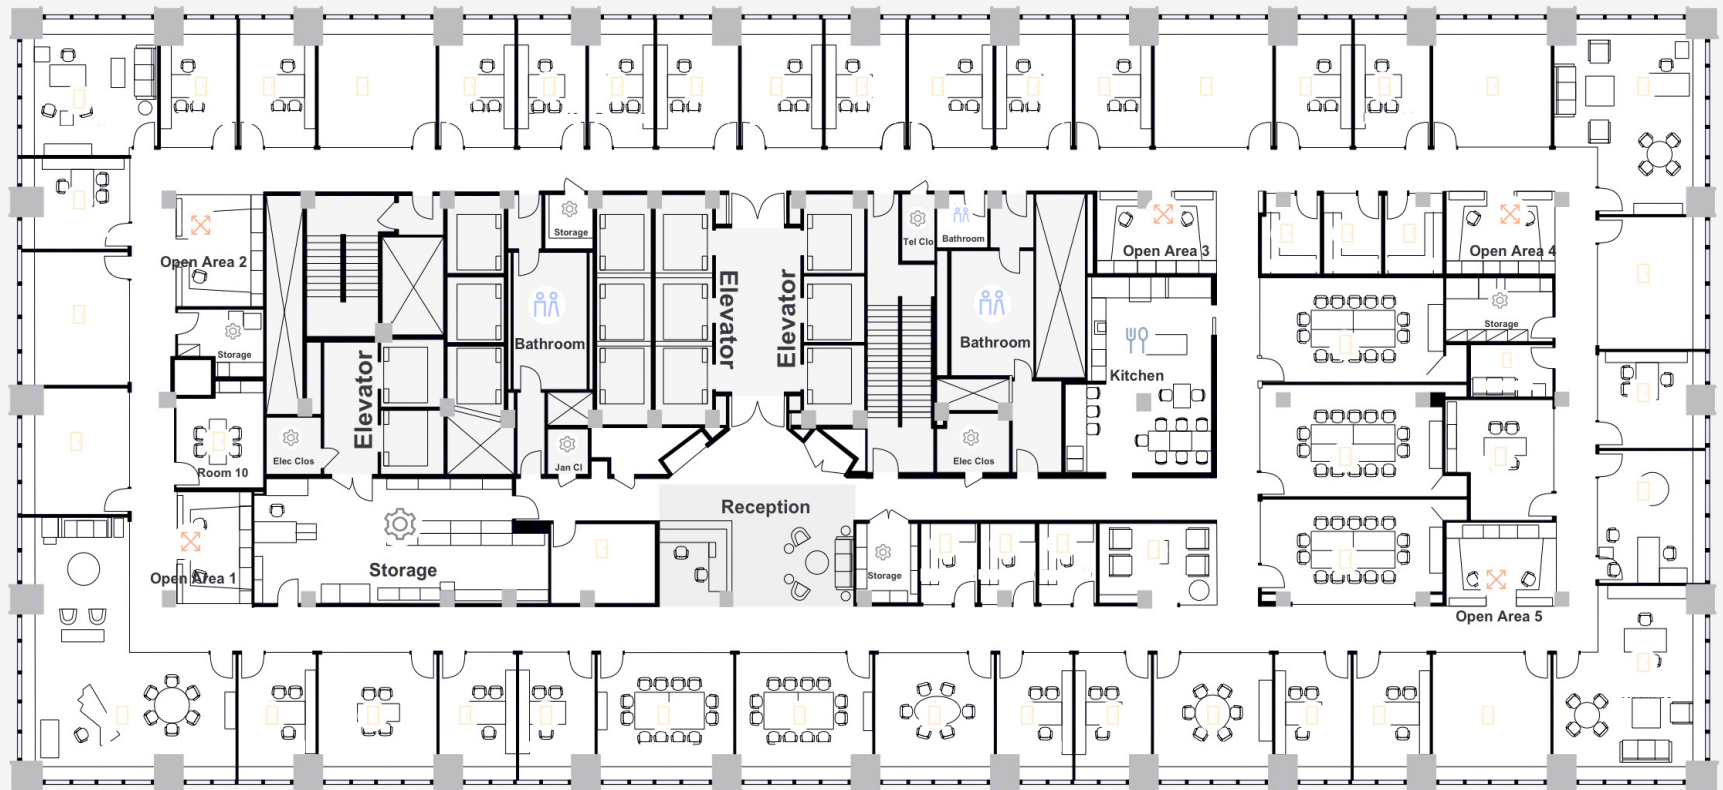 Storage
Tel Clo
Bathroom
Open Area 3
Open Area 4
Open Area 2
Elevator
Elevator
Storage
Bathroom
Bathroom
Storage
Kitchen
Elevator
Room 10
Elec Clos
Jan Cl
Elec Clos
Reception
Open Area 1
Storage
Storage
Open Area 5